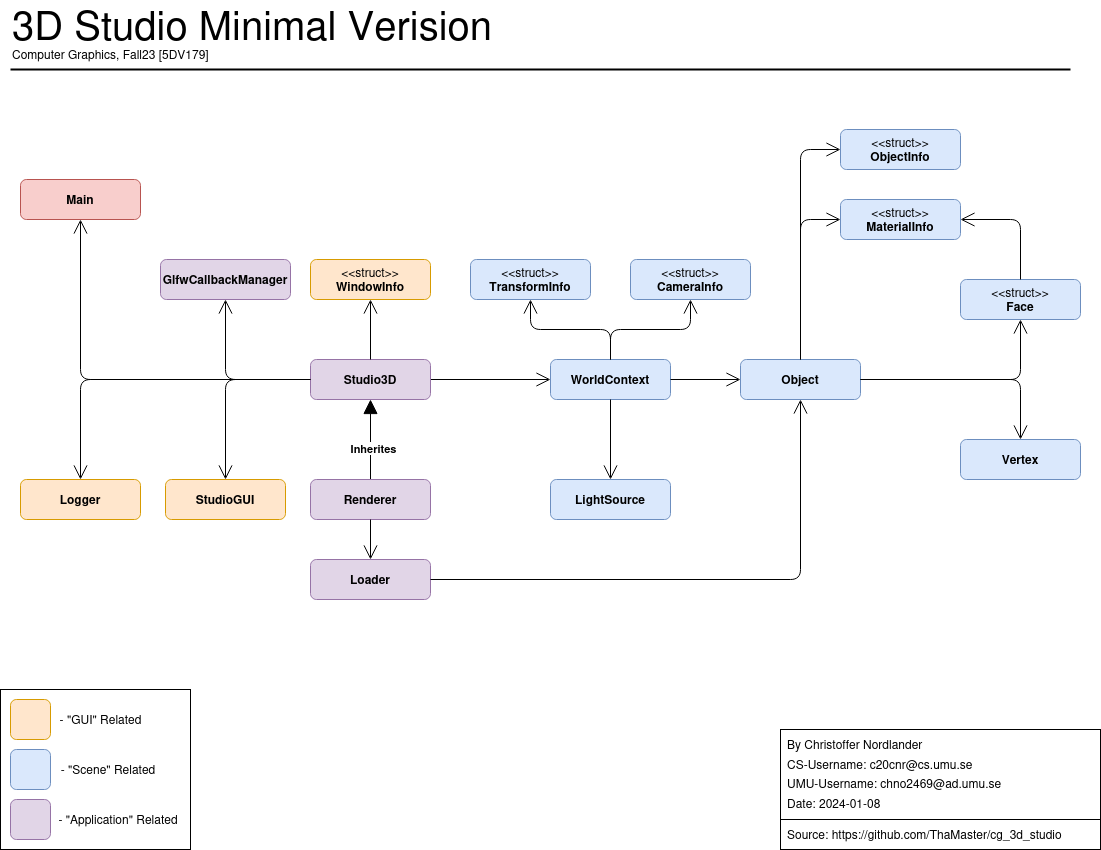 3D Studio Minimal Verision
Computer Graphics, Fall23 [5DV179]
<<struct>>
ObjectInfo
Main
<<struct>>
MaterialInfo
GlfwCallbackManager
<<struct>>
WindowInfo
<<struct>>
TransformInfo
<<struct>>
CameraInfo
<<struct>>
Face
Studio3D
WorldContext
Object
Inherites
Vertex
Logger
StudioGUI
Renderer
LightSource
Loader
- "GUI" Related
- "Scene" Related
- "Application" Related
By Christoffer Nordlander
CS-Username: c20cnr@cs.umu.se
UMU-Username: chno2469@ad.umu.se
Date: 2024-01-08
Source: https://github.com/ThaMaster/cg_3d_studio